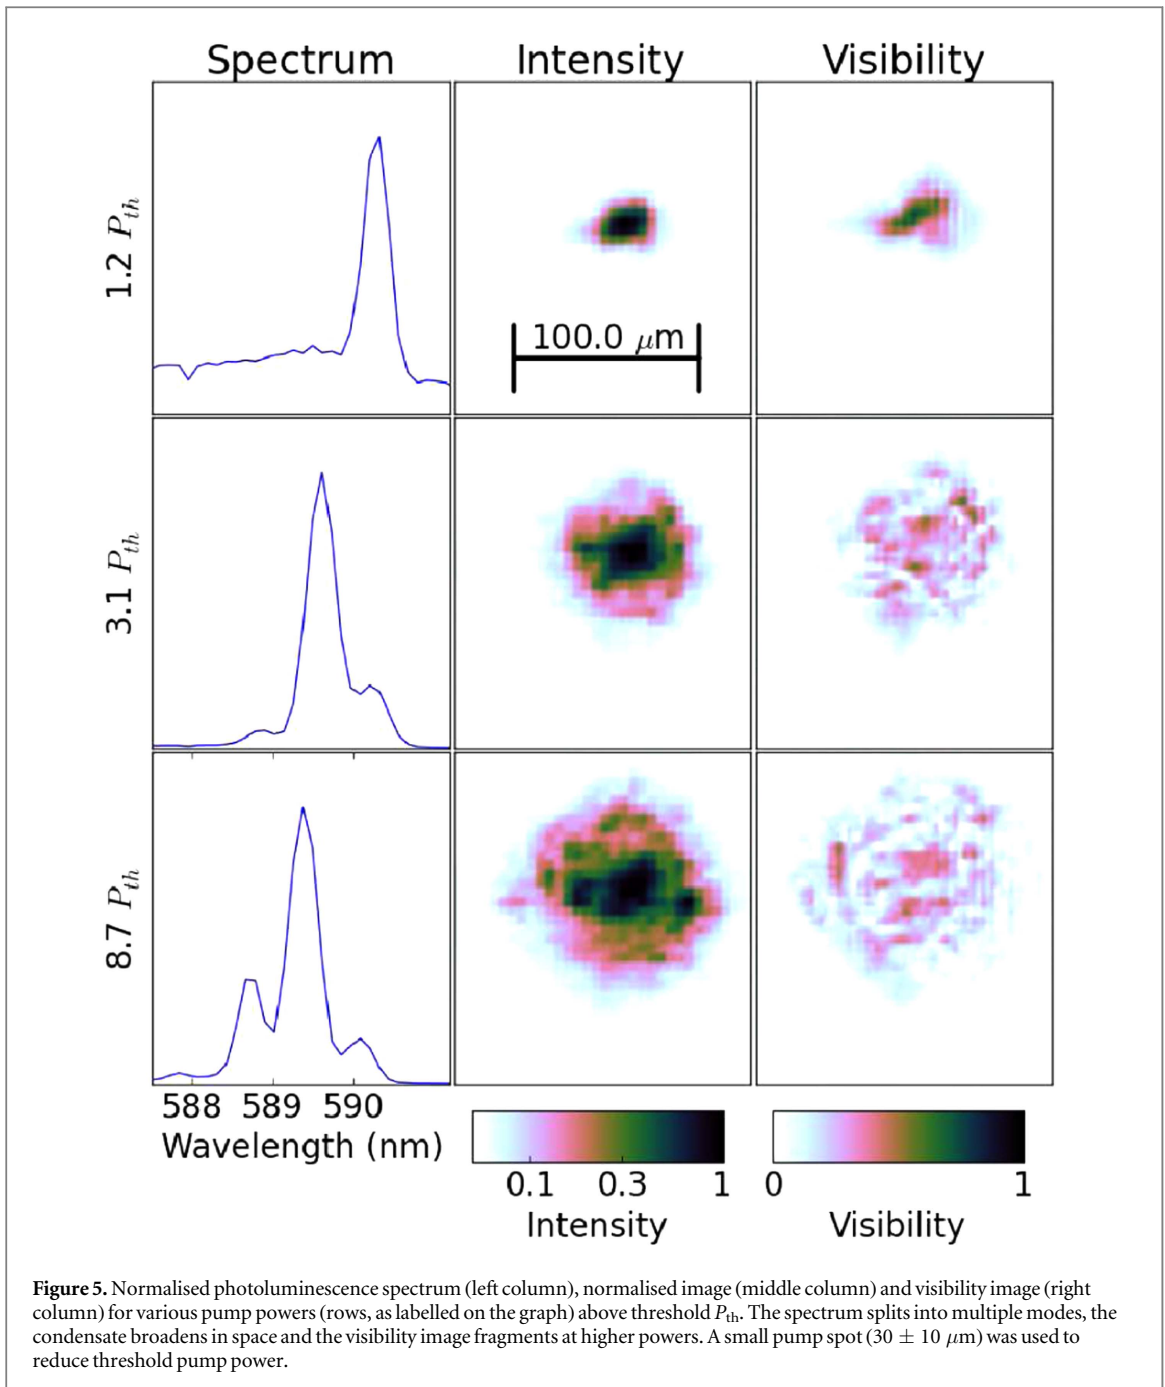 Spectrum Intensity Visibility
1.2 Pth
100.0 μm
3.1 Pth
8.7 Pth
588 589 590
Wavelength (nm)
0.1 0.3 1
Intensity
0 1
Visibility
Figure 5. Normalised photoluminescence spectrum (left column), normalised image (middle column) and visibility image (right
column) for various pump powers (rows, as labelled on the graph) above threshold Pth. The spectrum splits into multiple modes, the
condensate broadens in space and the visibility image fragments at higher powers. A small pump spot (30 ± 10 μm) was used to
reduce threshold pump power.